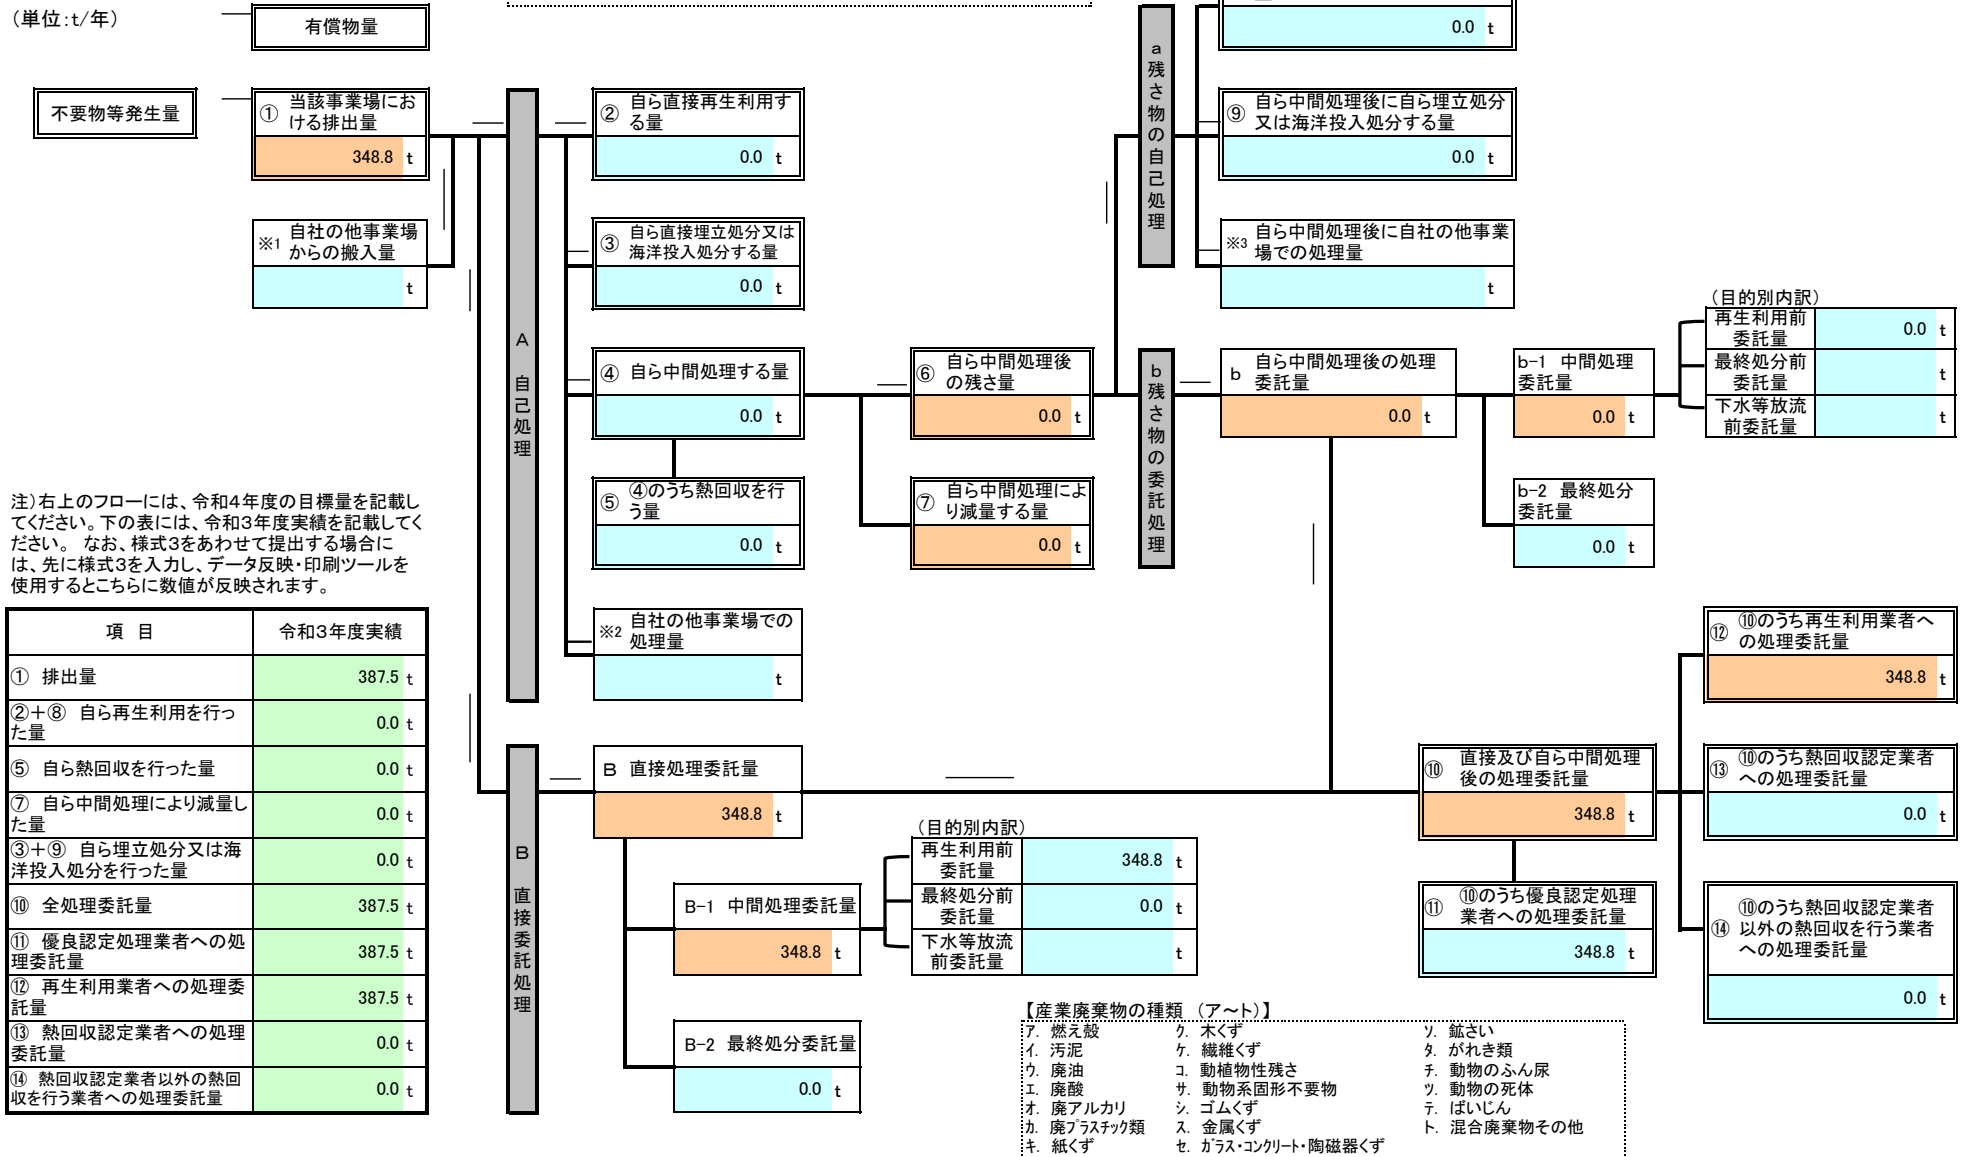 （単位:t/年）
有償物量
0.0 t
不要物等発生量
① 当該事業場にお
ける排出量
348.8 t
※1 自社の他事業場
からの搬入量
t
A 自己処理
② 自ら直接再生利用す
る量
0.0 t
③ 自ら直接埋立処分又は
海洋投入処分する量
0.0 t
④ 自ら中間処理する量
0.0 t
⑤ ④のうち熱回収を行
う量
0.0 t
※2 自社の他事業場での
処理量
t
⑥ 自ら中間処理後
の残さ量
0.0 t
⑦ 自ら中間処理によ
り減量する量
0.0 t
a 残さ物の自己処理
⑨ 自ら中間処理後に自ら埋立処分
又は海洋投入処分する量
0.0 t
※3 自ら中間処理後に自社の他事業
場での処理量
t
b 残さ物の委託処理
b 自ら中間処理後の処理
委託量
0.0 t
b-1 中間処理
委託量
0.0 t
b-2 最終処分
委託量
0.0 t
（目的別内訳）
再生利用前
委託量
0.0 t
最終処分前
委託量
t
下水等放流
前委託量
t
注）右上のフローには、令和４年度の目標量を記載し
てください。下の表には、令和３年度実績を記載してく
ださい。 なお、様式３をあわせて提出する場合に
は、先に様式３を入力し、データ反映・印刷ツールを
使用するとこちらに数値が反映されます。
項 目 令和３年度実績
① 排出量 387.5 t
②＋⑧ 自ら再生利用を行っ
た量 0.0 t
⑤ 自ら熱回収を行った量 0.0 t
⑦ 自ら中間処理により減量し
た量 0.0 t
③＋⑨ 自ら埋立処分又は海
洋投入処分を行った量 0.0 t
⑩ 全処理委託量 387.5 t
⑪ 優良認定処理業者への処
理委託量 387.5 t
⑫ 再生利用業者への処理委
託量 387.5 t
⑬ 熱回収認定業者への処理
委託量 0.0 t
⑭ 熱回収認定業者以外の熱回
収を行う業者への処理委託量 0.0 t
B 直接委託処理
B 直接処理委託量
348.8 t
B-1 中間処理委託量
348.8 t
B-2 最終処分委託量
0.0 t
（目的別内訳）
再生利用前
委託量
348.8 t
最終処分前
委託量
0.0 t
下水等放流
前委託量
t
⑩ 直接及び自ら中間処理
後の処理委託量
348.8 t
⑪ ⑩のうち優良認定処理
業者への処理委託量
348.8 t
⑫ ⑩のうち再生利用業者へ
の処理委託量
348.8 t
⑬ ⑩のうち熱回収認定業者
への処理委託量
0.0 t
⑭ ⑩のうち熱回収認定業者
以外の熱回収を行う業者
への処理委託量
0.0 t
【産業廃棄物の種類 （ア～ト）】
ｱ. 燃え殻 ｸ. 木くず ｿ. 鉱さい
ｲ. 汚泥 ｹ. 繊維くず ﾀ. がれき類
ｳ. 廃油 ｺ. 動植物性残さ ﾁ. 動物のふん尿
ｴ. 廃酸 ｻ. 動物系固形不要物 ﾂ. 動物の死体
ｵ. 廃アルカリ ｼ. ゴムくず ﾃ. ばいじん
ｶ. 廃ﾌﾟﾗｽﾁｯｸ類 ｽ. 金属くず ﾄ. 混合廃棄物その他
ｷ. 紙くず ｾ. ｶﾞﾗｽ・ｺﾝｸﾘｰﾄ・陶磁器くず